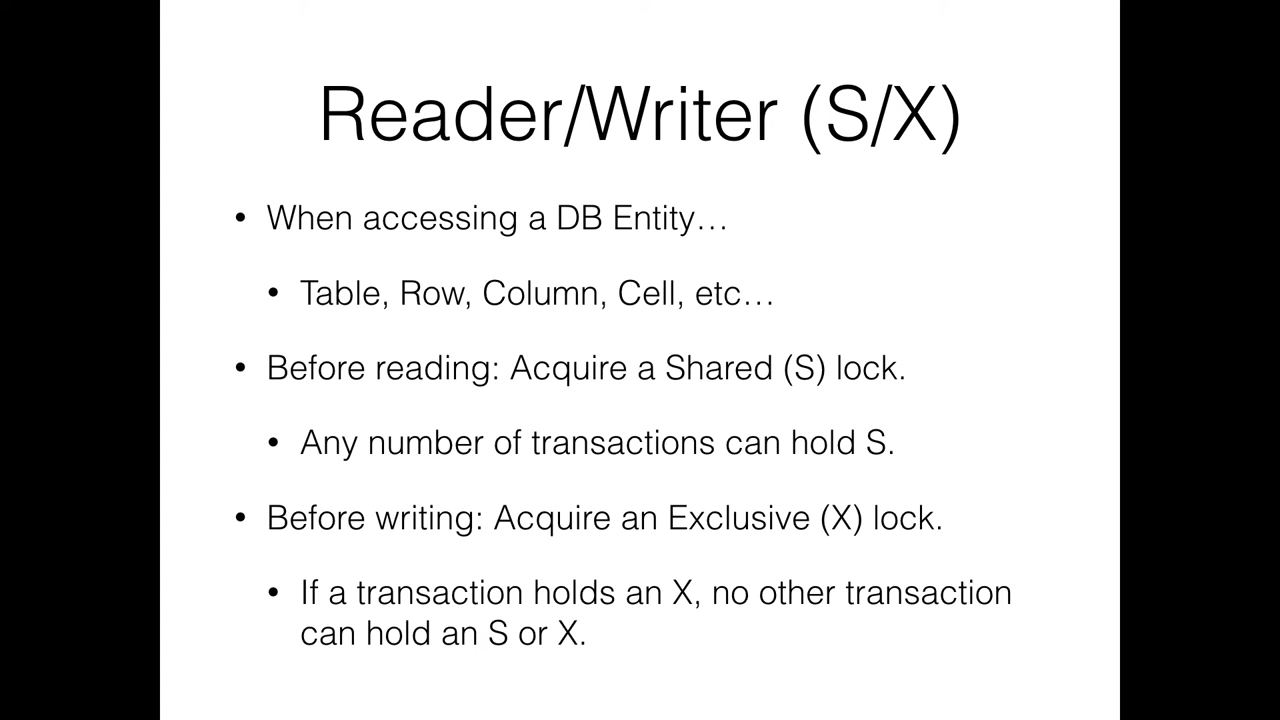 Reader/Writer (S/X)
• When accessing a DB Entity…
• Table, Row, Column, Cell, etc…
• Before reading: Acquire a Shared (S) lock.
• Any number of transactions can hold S.
• Before writing: Acquire an Exclusive (X) lock.
• If a transaction holds an X, no other transaction
can hold an S or X.